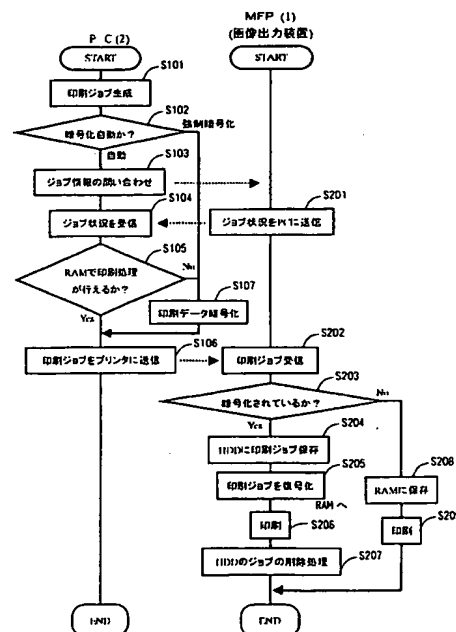 MFP (1)
PC (2)
(画像出力装置)
START
START
S101
印刷ジョブ生成
S102
暗号化自動か?
強制暗号化
自動
S103
ジョブ情報の問い合わせ
S104
S201
ジョブ状況を受信
ジョブ状況をPCに送信
S105
RAMで印刷処理
が行えるか?
No
S107
印刷データ暗号化
Yes
S202
S106
印刷ジョブをプリンタに送信
印刷ジョブ受信
S203
暗号化されているか?
No
Yes
S204
HDDに印刷ジョブ保存
S205
S208
印刷ジョブを復号化
RAMに保存
RAMへ
印刷
S206
印刷
S209
S207
HDDのジョブの削除処理
END
END